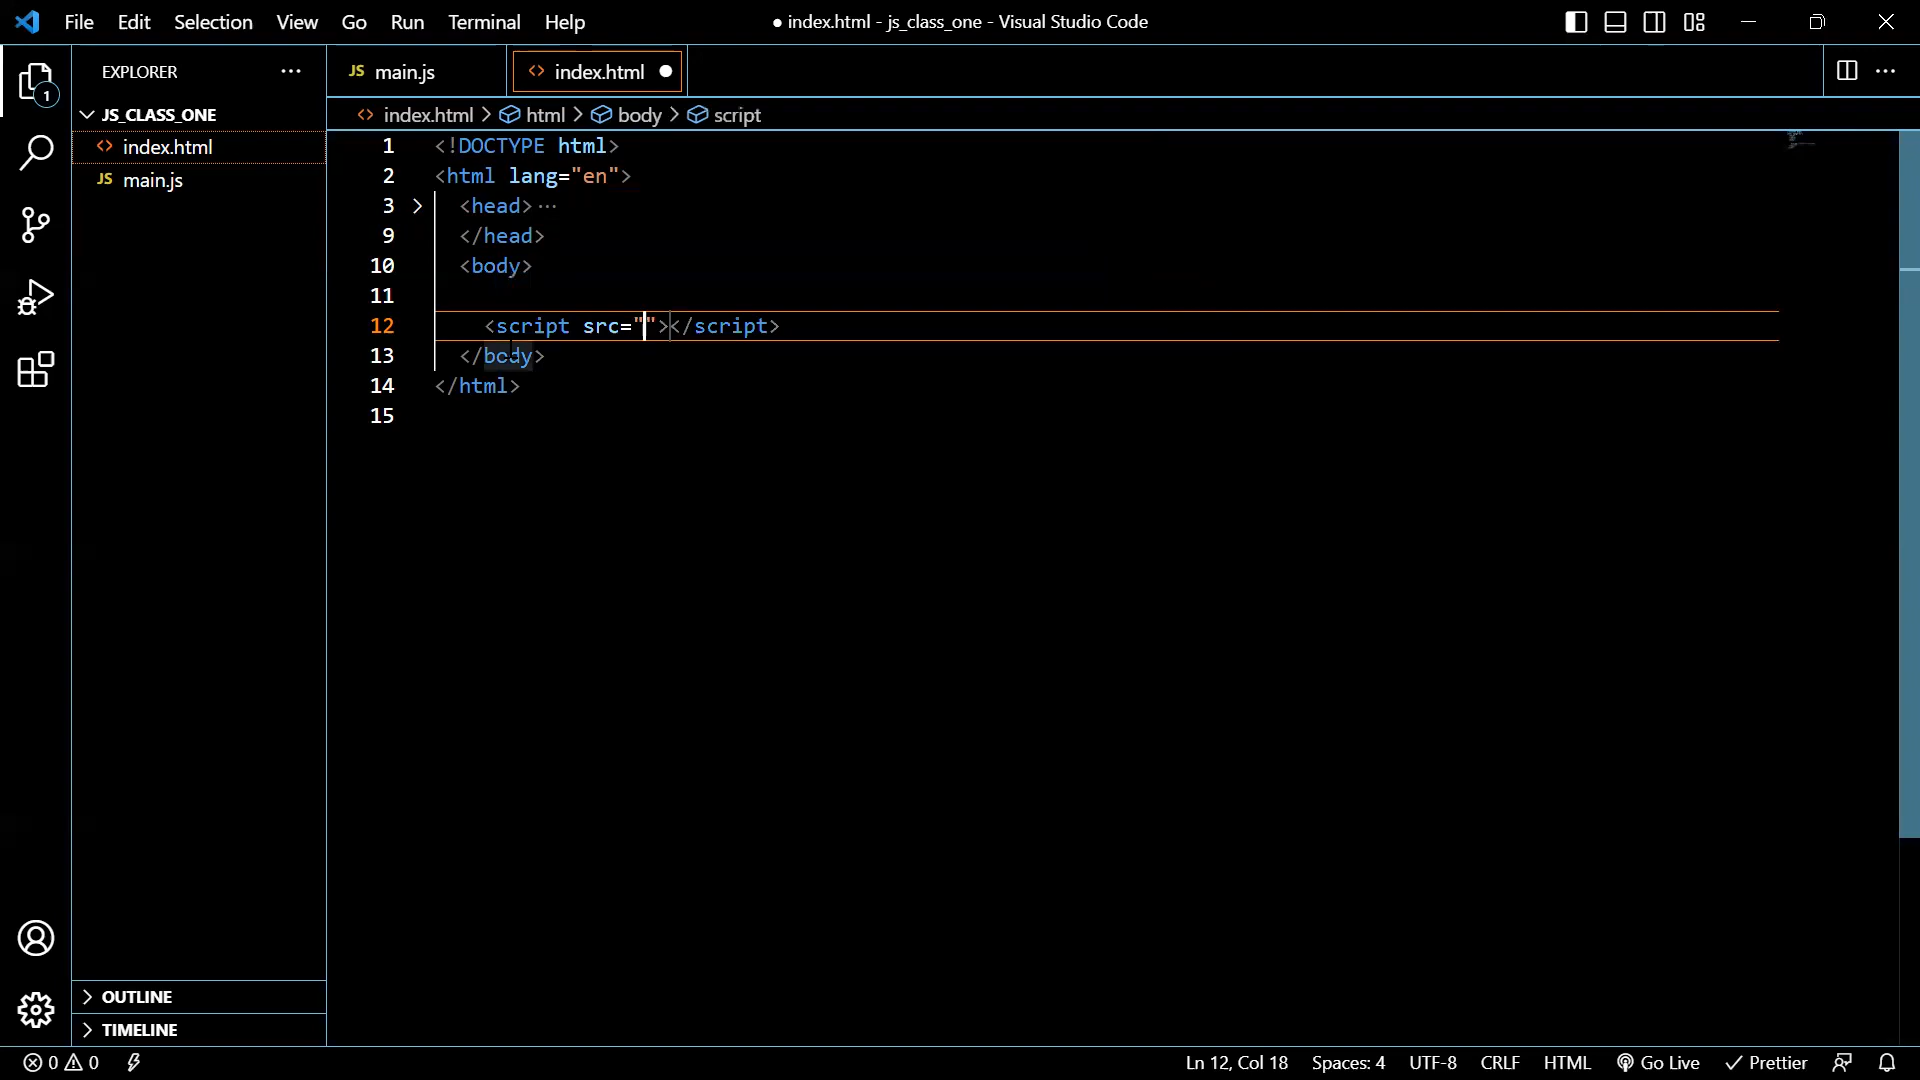 File Edit Selection View Go Run Terminal Help
● index.html - js_class_one - Visual Studio Code
EXPLORER ···
1
JS_CLASS_ONE
<> index.html
JS main.js
OUTLINE
TIMELINE
JS main.js
<> index.html ●
<> index.html > html > body > script
1 <!DOCTYPE html>
2 <html lang="en">
3 <head>···
9 </head>
10 <body>
11
12 <script src=""></script>
13 </body>
14 </html>
15
0 0 Ln 12, Col 18 Spaces: 4 UTF-8 CRLF HTML Go Live Prettier